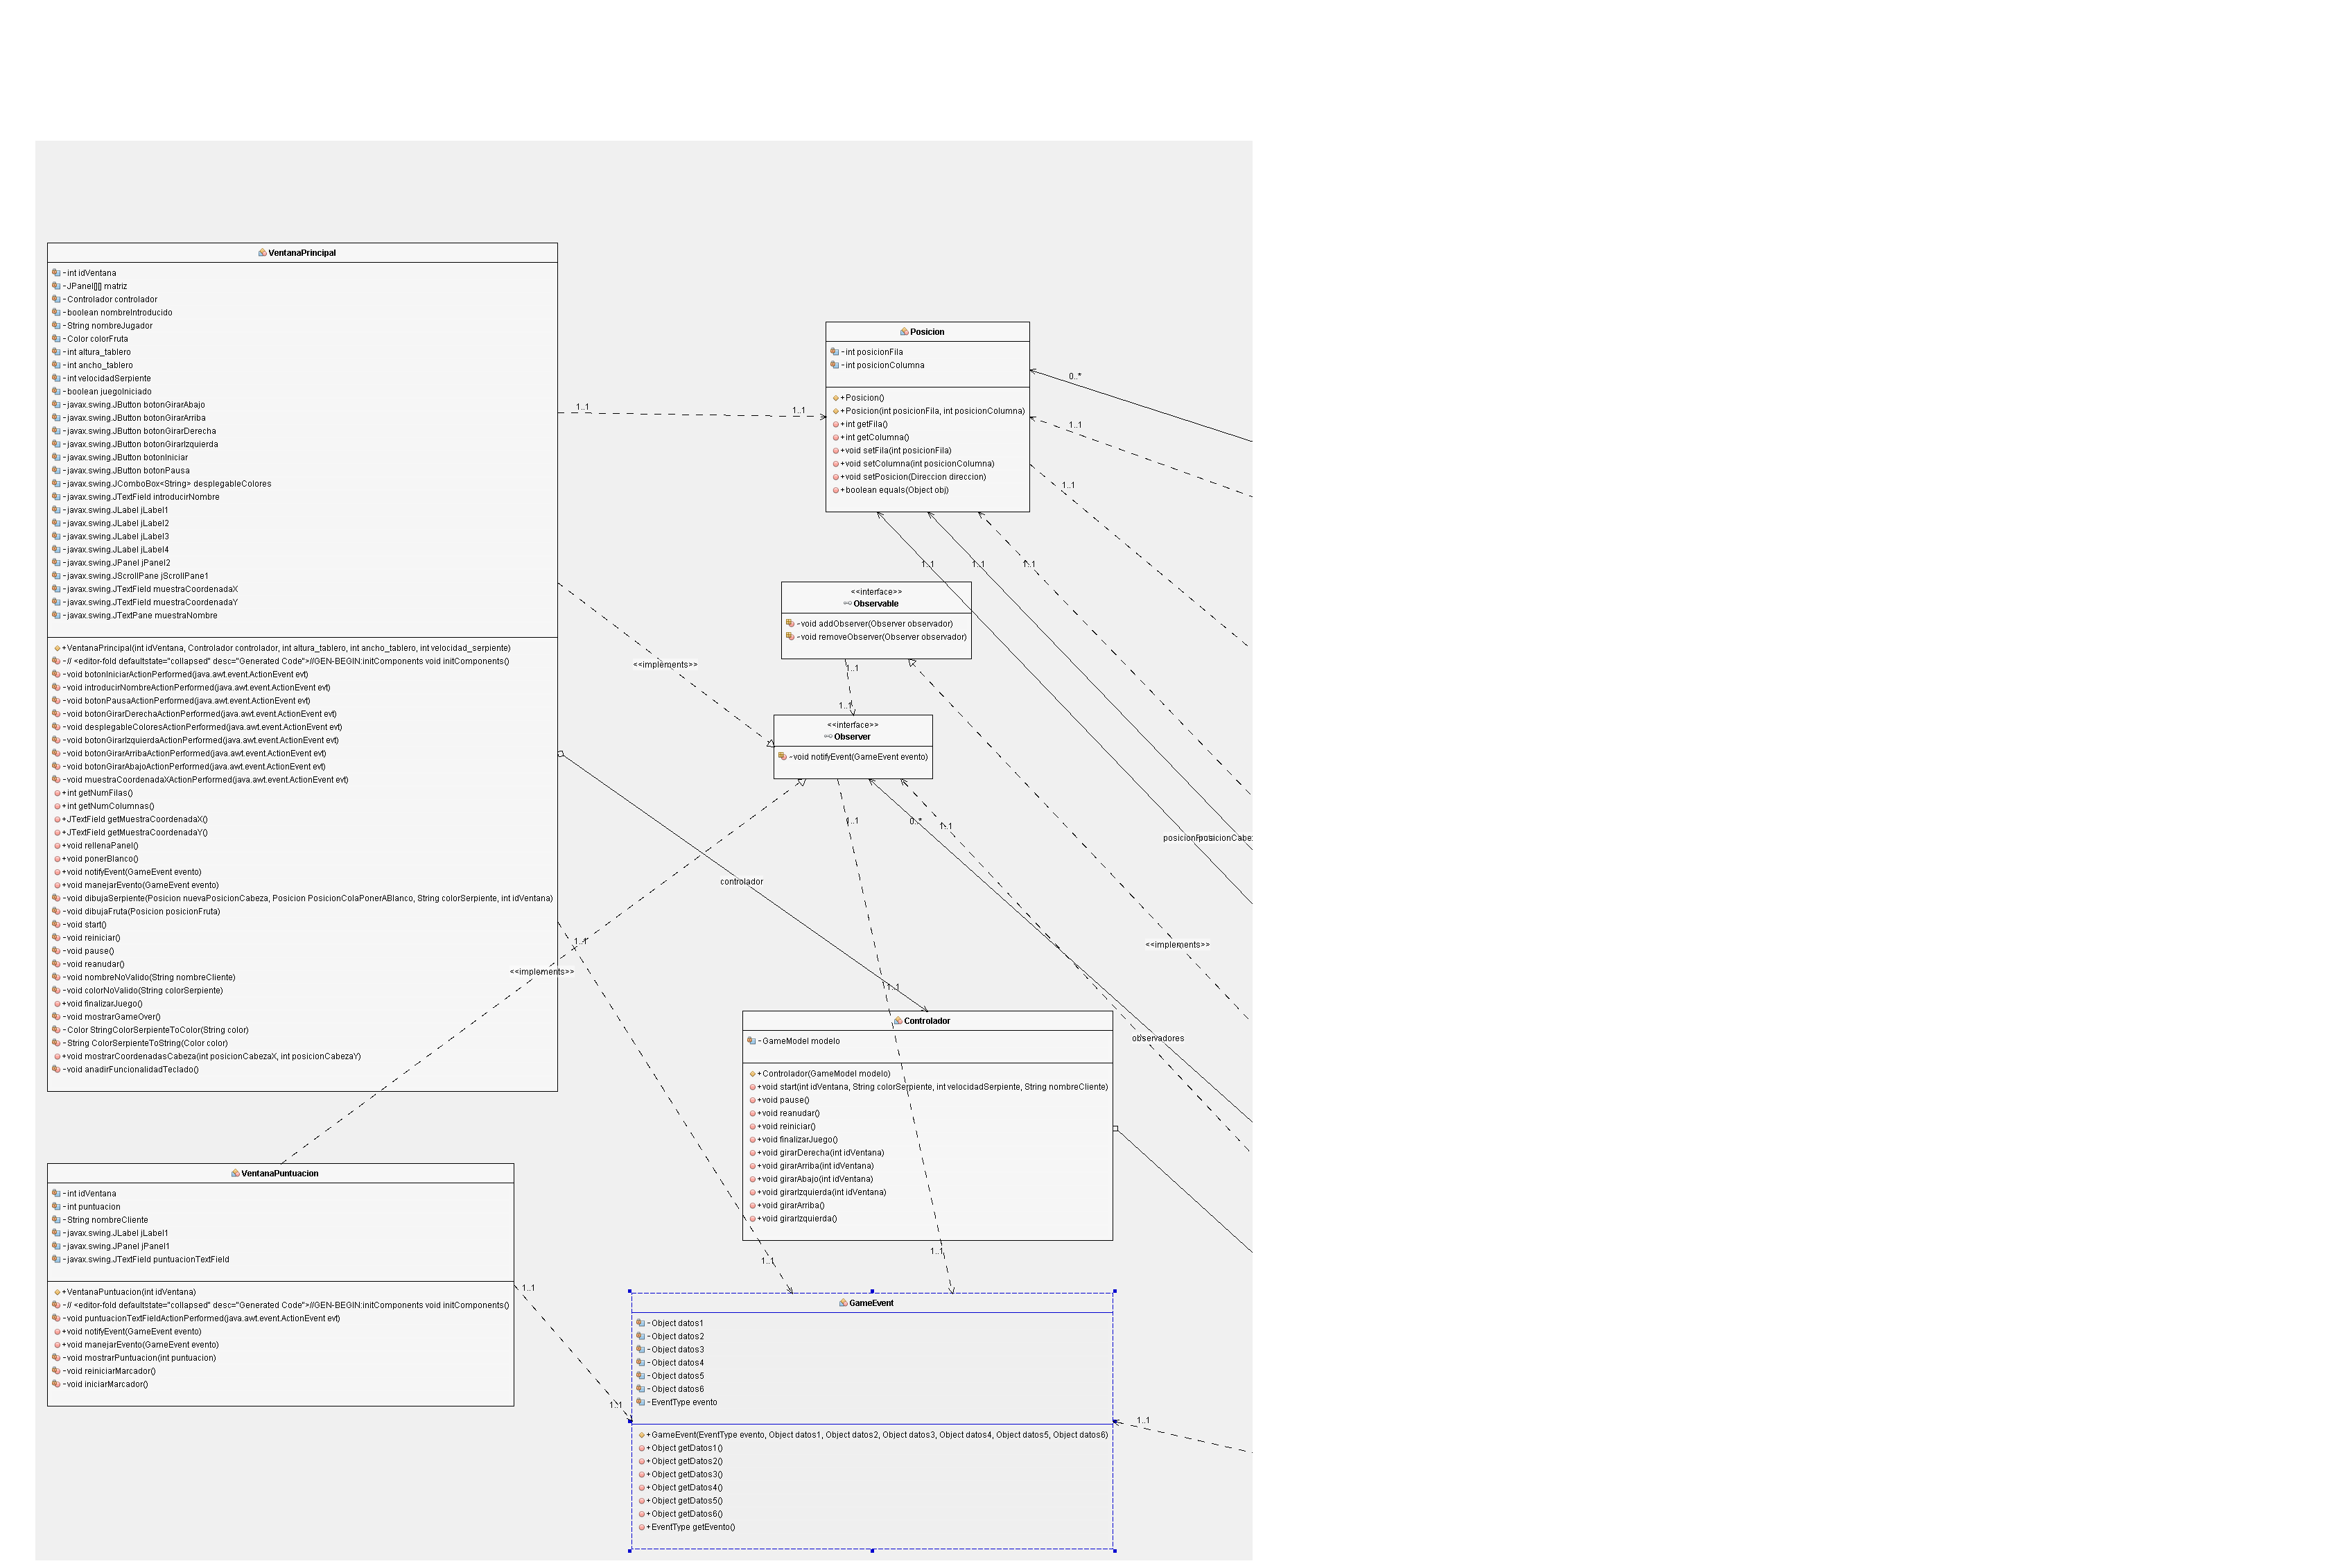 VentanaPrincipal
-int idVentana
-JPanel[][] matriz
-Controlador controlador
-boolean nombreIntroducido
-String nombreJugador
-Color colorFruta
-int altura_tablero
-int ancho_tablero
-int velocidadSerpiente
-boolean juegoIniciado
-javax.swing.JButton botonGirarAbajo
-javax.swing.JButton botonGirarArriba
-javax.swing.JButton botonGirarDerecha
-javax.swing.JButton botonGirarIzquierda
-javax.swing.JButton botonIniciar
-javax.swing.JButton botonPausa
-javax.swing.JComboBox<String> desplegableColores
-javax.swing.JTextField introducirNombre
-javax.swing.JLabel jLabel1
-javax.swing.JLabel jLabel2
-javax.swing.JLabel jLabel3
-javax.swing.JLabel jLabel4
-javax.swing.JPanel jPanel2
-javax.swing.JScrollPane jScrollPane1
-javax.swing.JTextField muestraCoordenadaX
-javax.swing.JTextField muestraCoordenadaY
-javax.swing.JTextPane muestraNombre
+VentanaPrincipal(int idVentana, Controlador controlador, int altura_tablero, int ancho_tablero, int velocidad_serpiente)
-// <editor-fold defaultstate="collapsed" desc="Generated Code">//GEN-BEGIN:initComponents void initComponents()
-void botonIniciarActionPerformed(java.awt.event.ActionEvent evt)
-void introducirNombreActionPerformed(java.awt.event.ActionEvent evt)
-void botonPausaActionPerformed(java.awt.event.ActionEvent evt)
-void botonGirarDerechaActionPerformed(java.awt.event.ActionEvent evt)
-void desplegableColoresActionPerformed(java.awt.event.ActionEvent evt)
-void botonGirarIzquierdaActionPerformed(java.awt.event.ActionEvent evt)
-void botonGirarArribaActionPerformed(java.awt.event.ActionEvent evt)
-void botonGirarAbajoActionPerformed(java.awt.event.ActionEvent evt)
-void muestraCoordenadaXActionPerformed(java.awt.event.ActionEvent evt)
+int getNumFilas()
+int getNumColumnas()
+JTextField getMuestraCoordenadaX()
+JTextField getMuestraCoordenadaY()
+void rellenaPanel()
+void ponerBlanco()
+void notifyEvent(GameEvent evento)
+void manejarEvento(GameEvent evento)
-void dibujaSerpiente(Posicion nuevaPosicionCabeza, Posicion PosicionColaPonerABlanco, String colorSerpiente, int idVentana)
-void dibujaFruta(Posicion posicionFruta)
-void start()
-void reiniciar()
-void pause()
-void reanudar()
-void nombreNoValido(String nombreCliente)
-void colorNoValido(String colorSerpiente)
+void finalizarJuego()
-void mostrarGameOver()
-Color StringColorSerpienteToColor(String color)
-String ColorSerpienteToString(Color color)
+void mostrarCoordenadasCabeza(int posicionCabezaX, int posicionCabezaY)
-void anadirFuncionalidadTeclado()
1..1
1..1
Posicion
-int posicionFila
-int posicionColumna
+Posicion()
+Posicion(int posicionFila, int posicionColumna)
+int getFila()
+int getColumna()
+void setFila(int posicionFila)
+void setColumna(int posicionColumna)
+void setPosicion(Direccion direccion)
+boolean equals(Object obj)
0..*
1..1
1..1
1..1
1..1
1..1
<<interface>>
Observable
-void addObserver(Observer observador)
-void removeObserver(Observer observador)
<<implements>>
1..1
1..1
<<interface>>
Observer
-void notifyEvent(GameEvent evento)
1..1
0..*
1..1
posicionFruta
posicionCabe
controlador
1..1
<<implements>>
<<implements>>
1..1
observadores
Controlador
-GameModel modelo
+Controlador(GameModel modelo)
+void start(int idVentana, String colorSerpiente, int velocidadSerpiente, String nombreCliente)
+void pause()
+void reanudar()
+void reiniciar()
+void finalizarJuego()
+void girarDerecha(int idVentana)
+void girarArriba(int idVentana)
+void girarAbajo(int idVentana)
+void girarIzquierda(int idVentana)
+void girarArriba()
+void girarIzquierda()
1..1
1..1
VentanaPuntuacion
-int idVentana
-int puntuacion
-String nombreCliente
-javax.swing.JLabel jLabel1
-javax.swing.JPanel jPanel1
-javax.swing.JTextField puntuacionTextField
+VentanaPuntuacion(int idVentana)
-// <editor-fold defaultstate="collapsed" desc="Generated Code">//GEN-BEGIN:initComponents void initComponents()
-void puntuacionTextFieldActionPerformed(java.awt.event.ActionEvent evt)
+void notifyEvent(GameEvent evento)
+void manejarEvento(GameEvent evento)
-void mostrarPuntuacion(int puntuacion)
-void reiniciarMarcador()
-void iniciarMarcador()
1..1
1..1
GameEvent
-Object datos1
-Object datos2
-Object datos3
-Object datos4
-Object datos5
-Object datos6
-EventType evento
+GameEvent(EventType evento, Object datos1, Object datos2, Object datos3, Object datos4, Object datos5, Object datos6)
+Object getDatos1()
+Object getDatos2()
+Object getDatos3()
+Object getDatos4()
+Object getDatos5()
+Object getDatos6()
+EventType getEvento()
1..1